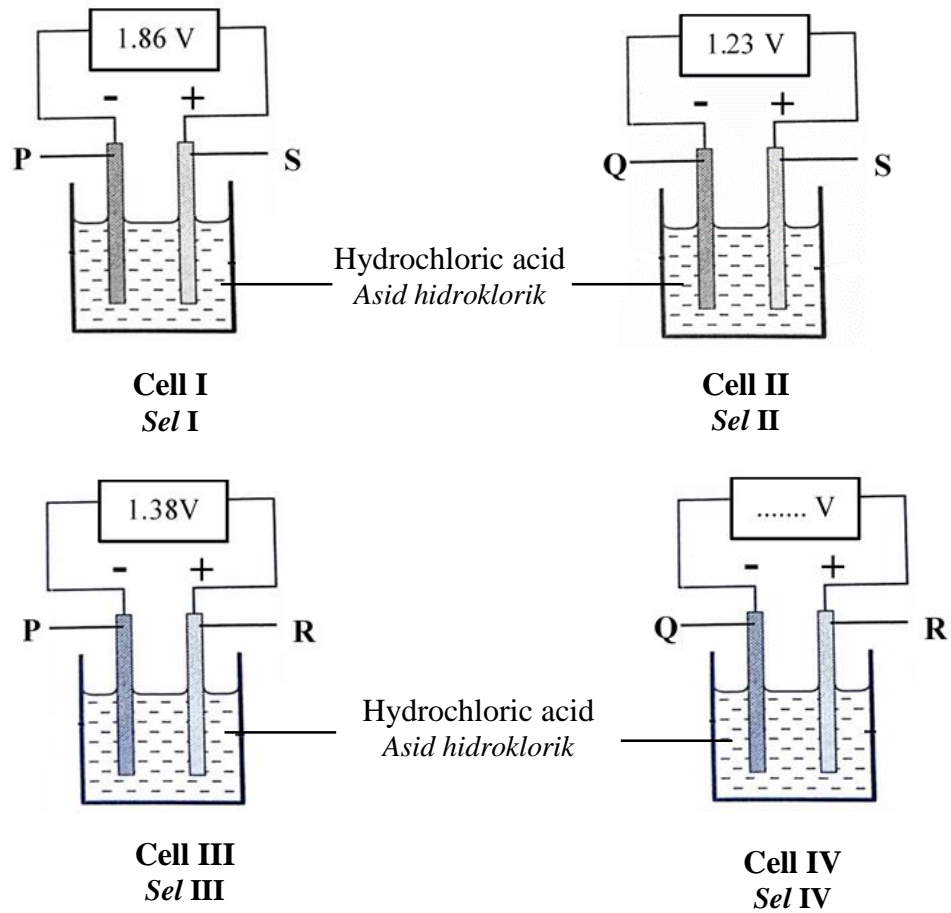 1.86 V
- +
P
S
1.23 V
- +
Q
S
Hydrochloric acid
Asid hidroklorik
Cell I
Sel I
Cell II
Sel II
1.38V
- +
P
R
....... V
- +
Q
R
Hydrochloric acid
Asid hidroklorik
Cell III
Sel III
Cell IV
Sel IV